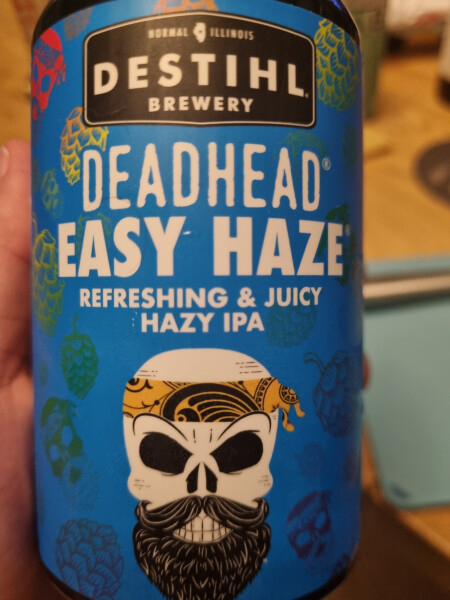 NORMAL ILLINOIS
DESTIHL®
BREWERY
DEADHEAD®
EASY HAZE
REFRESHING & JUICY
HAZY IPA